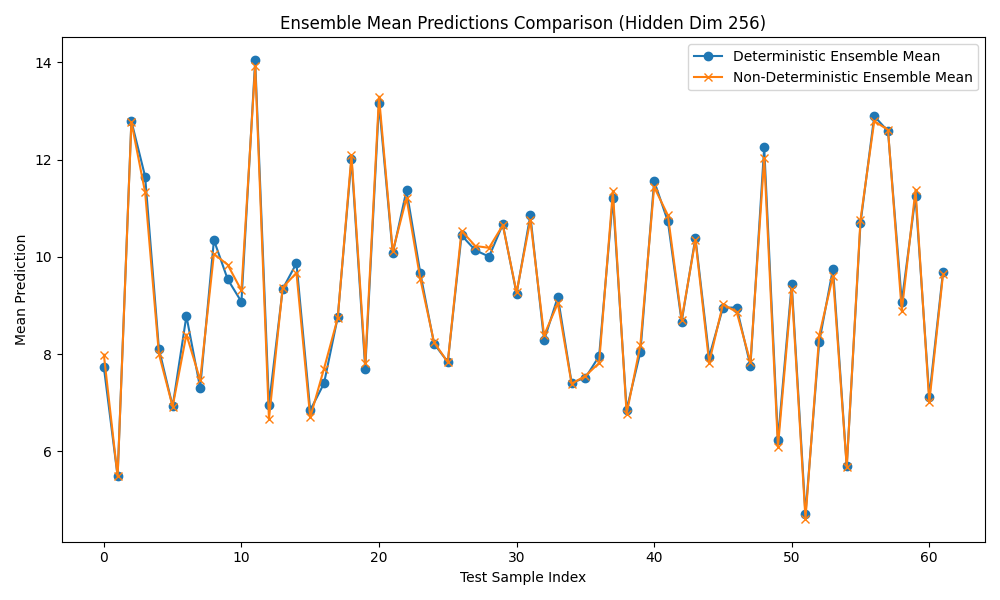 Ensemble Mean Predictions Comparison (Hidden Dim 256)
Deterministic Ensemble Mean
Non-Deterministic Ensemble Mean
14
12
10
8
6
Mean Prediction
0 10 20 30 40 50 60
Test Sample Index